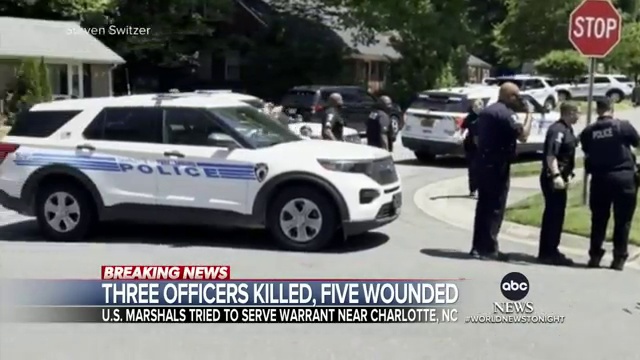 Steven Switzer
STOP
POLICE
POLICE
BREAKING NEWS
THREE OFFICERS KILLED, FIVE WOUNDED
U.S. MARSHALS TRIED TO SERVE WARRANT NEAR CHARLOTTE, NC
abc
NEWS
#WORLDNEWSTONIGHT